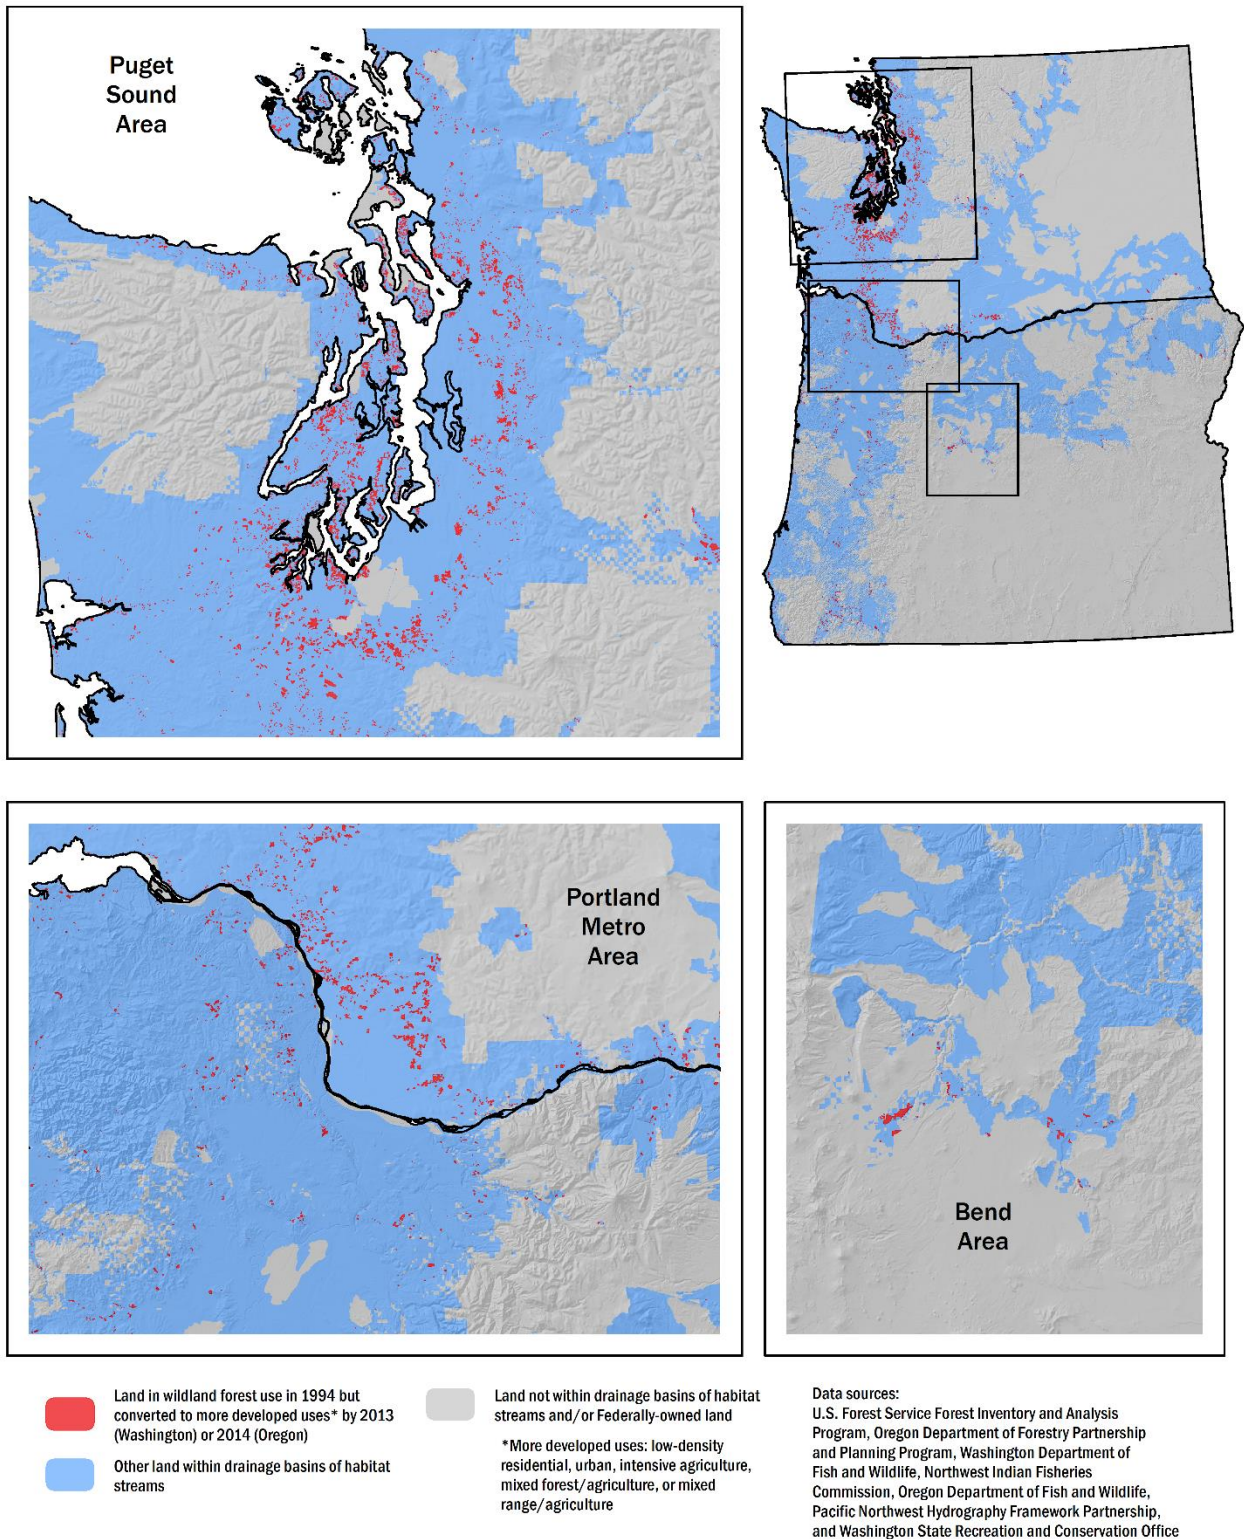 Puget
Sound
Area
Portland
Metro
Area
Bend
Area
Land in wildland forest use in 1994 but
converted to more developed uses* by 2013
(Washington) or 2014 (Oregon)
Other land within drainage basins of habitat
streams
Land not within drainage basins of habitat
streams and/or Federally-owned land
*More developed uses: low-density
residential, urban, intensive agriculture,
mixed forest/agriculture, or mixed
range/agriculture
Data sources:
U.S. Forest Service Forest Inventory and Analysis
Program, Oregon Department of Forestry Partnership
and Planning Program, Washington Department of
Fish and Wildlife, Northwest Indian Fisheries
Commission, Oregon Department of Fish and Wildlife,
Pacific Northwest Hydrography Framework Partnership,
and Washington State Recreation and Conservation Office